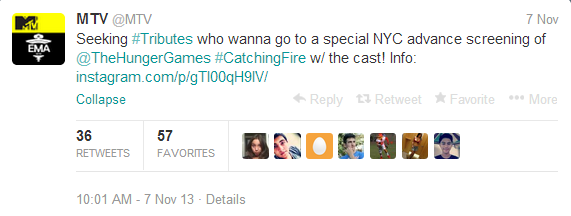 MTV @MTV 7 Nov
Seeking #Tributes who wanna go to a special NYC advance screening of
@TheHungerGames #CatchingFire w/ the cast! Info:
instagram.com/p/gTl00qH9lV/
Collapse Reply Retweet Favorite More
36 57
RETWEETS FAVORITES
10:01 AM - 7 Nov 13 · Details
MTV
EMA